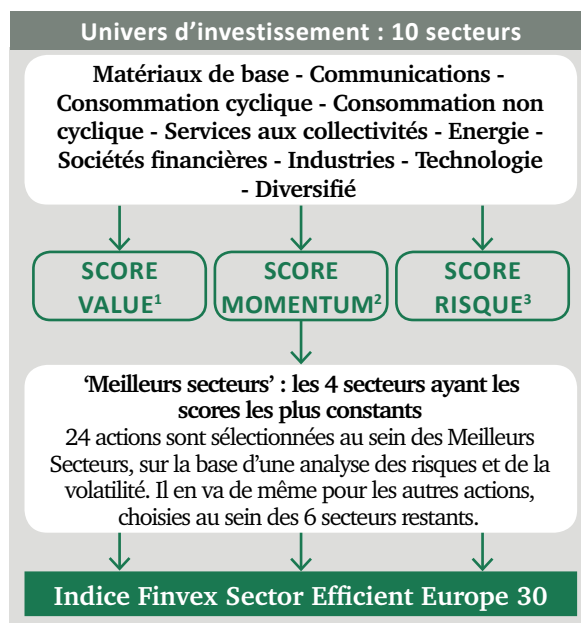 Univers d’investissement : 10 secteurs
Matériaux de base - Communications -
Consommation cyclique - Consommation non
cyclique - Services aux collectivités - Energie -
Sociétés financières - Industries - Technologie
- Diversifié
SCORE
VALUE¹
SCORE
MOMENTUM²
SCORE
RISQUE³
‘Meilleurs secteurs’ : les 4 secteurs ayant les
scores les plus constants
24 actions sont sélectionnées au sein des Meilleurs
Secteurs, sur la base d’une analyse des risques et de la
volatilité. Il en va de même pour les autres actions,
choisies au sein des 6 secteurs restants.
Indice Finvex Sector Efficient Europe 30